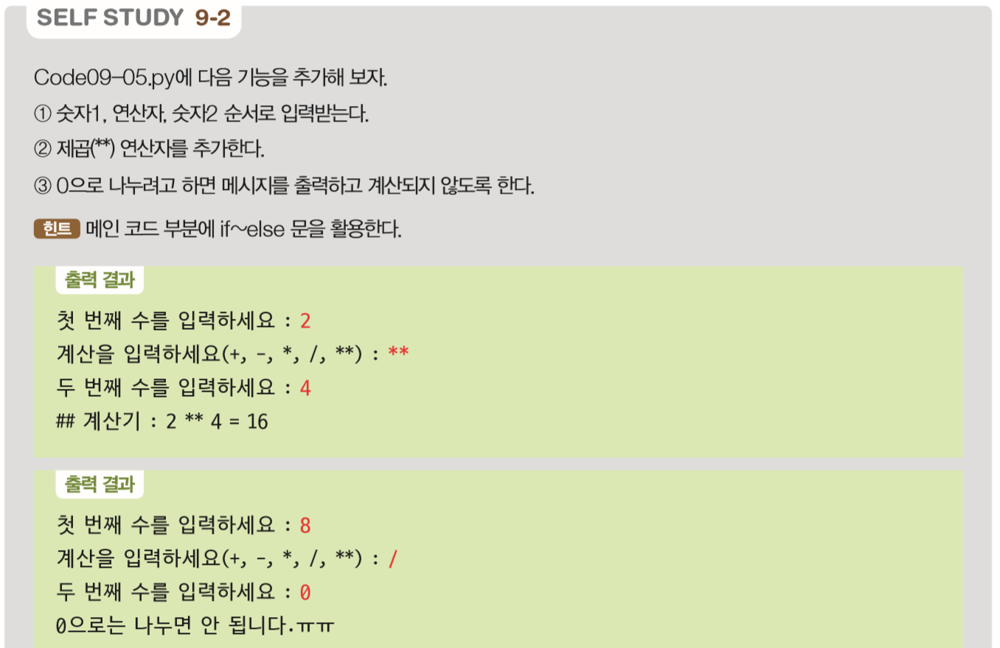 SELF STUDY 9-2
Code09-05.py에 다음 기능을 추가해 보자.
① 숫자1, 연산자, 숫자2 순서로 입력받는다.
② 제곱(**) 연산자를 추가한다.
③ 0으로 나누려고 하면 메시지를 출력하고 계산되지 않도록 한다.
힌트 메인 코드 부분에 if~else 문을 활용한다.
출력 결과
첫 번째 수를 입력하세요 : 2
계산을 입력하세요(+, -, *, /, **) : **
두 번째 수를 입력하세요 : 4
## 계산기 : 2 ** 4 = 16
출력 결과
첫 번째 수를 입력하세요 : 8
계산을 입력하세요(+, -, *, /, **) : /
두 번째 수를 입력하세요 : 0
0으로는 나누면 안 됩니다.ㅠㅠ